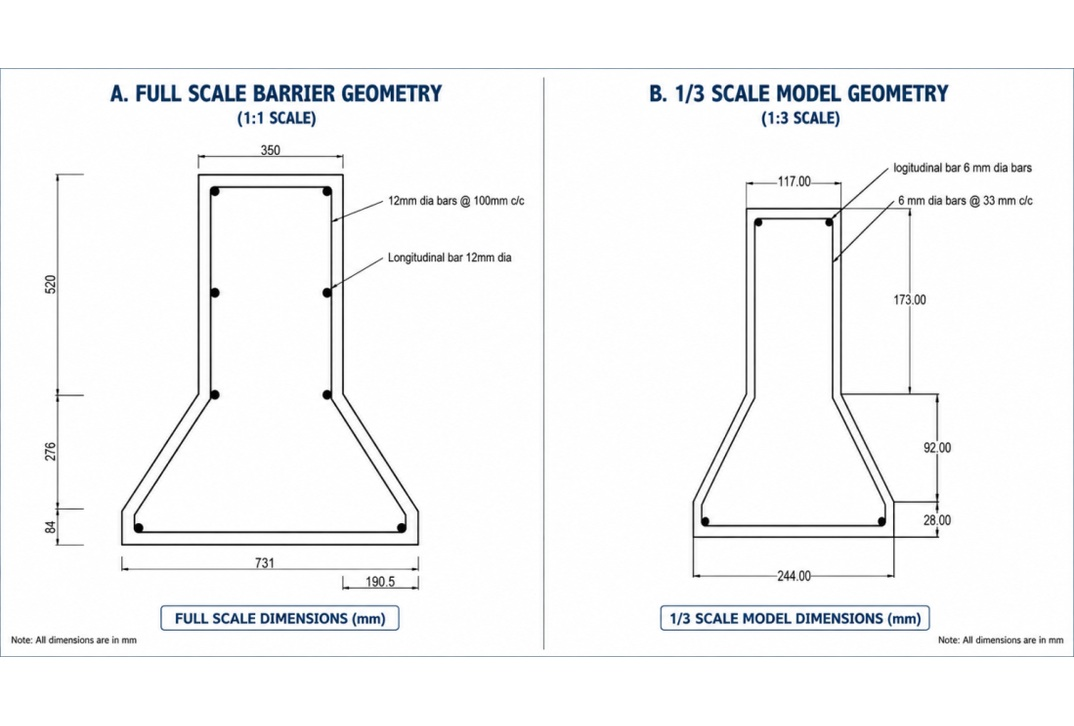 A. FULL SCALE BARRIER GEOMETRY
(1:1 SCALE)
350
12mm dia bars @ 100mm c/c
Longitudinal bar 12mm dia
520
276
84
731
190.5
FULL SCALE DIMENSIONS (mm)
Note: All dimensions are in mm
B. 1/3 SCALE MODEL GEOMETRY
(1:3 SCALE)
logitudinal bar 6 mm dia bars
117.00
6 mm dia bars @ 33 mm c/c
173.00
92.00
28.00
244.00
1/3 SCALE MODEL DIMENSIONS (mm)
Note: All dimensions are in mm